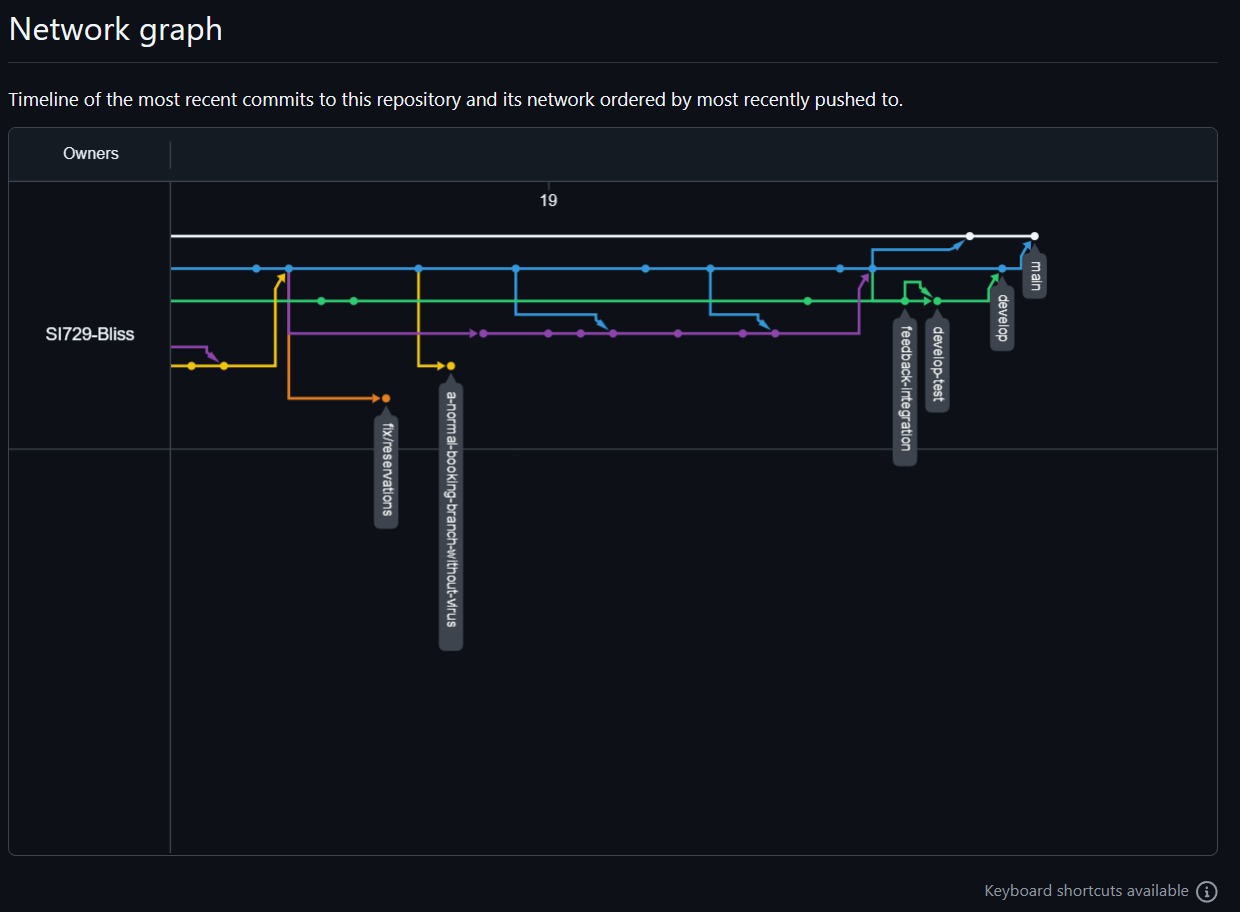 Network graph
Timeline of the most recent commits to this repository and its network ordered by most recently pushed to.
Owners
19
SI729-Bliss
main
develop
develop-test
feedback-integration
a-normal-booking-branch-without-virus
fix/reservations
Keyboard shortcuts available